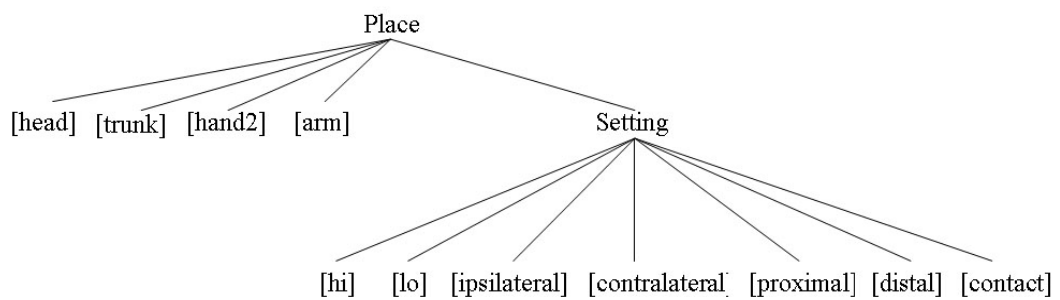 Place
[head] [trunk] [hand2] [arm]
Setting
[hi] [lo] [ipsilateral] [contralateral] [proximal] [distal] [contact]